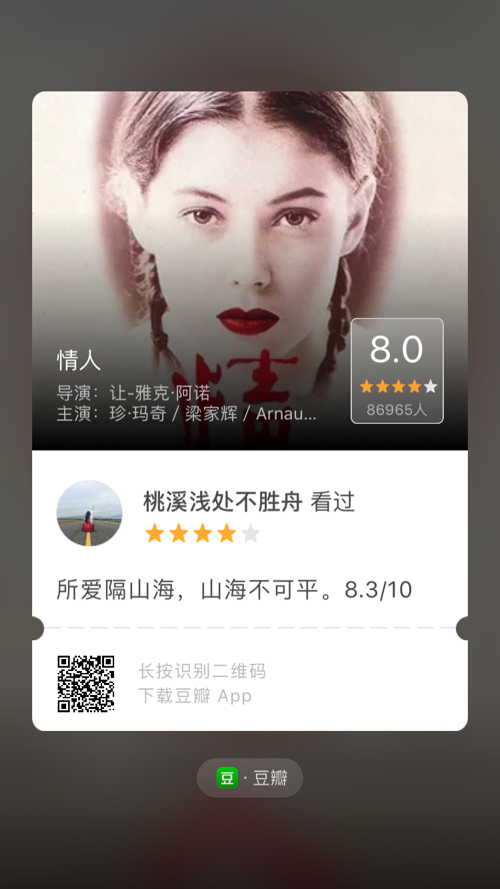 情人
导演：让-雅克·阿诺
主演：珍·玛奇 / 梁家辉 / Arnau...
8.0
86965人
情
桃溪浅处不胜舟 看过
所爱隔山海，山海不可平。8.3/10
长按识别二维码
下载豆瓣 App
豆 · 豆瓣